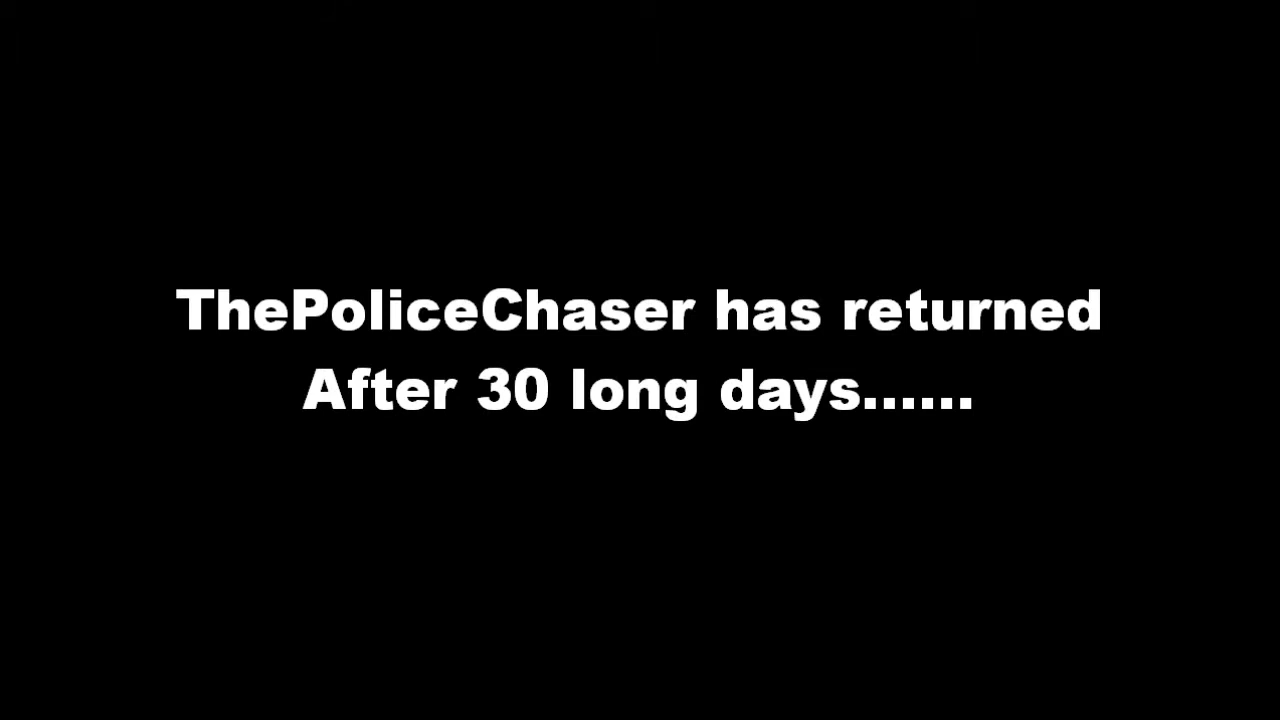 ThePoliceChaser has returned
After 30 long days......